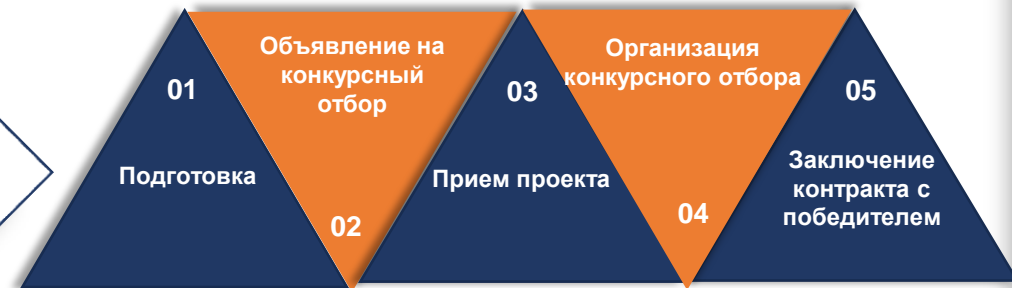 01
Подготовка
Объявление на
конкурсный
отбор
02
03
Прием проекта
Организация
конкурсного отбора
04
05
Заключение
контракта с
победителем